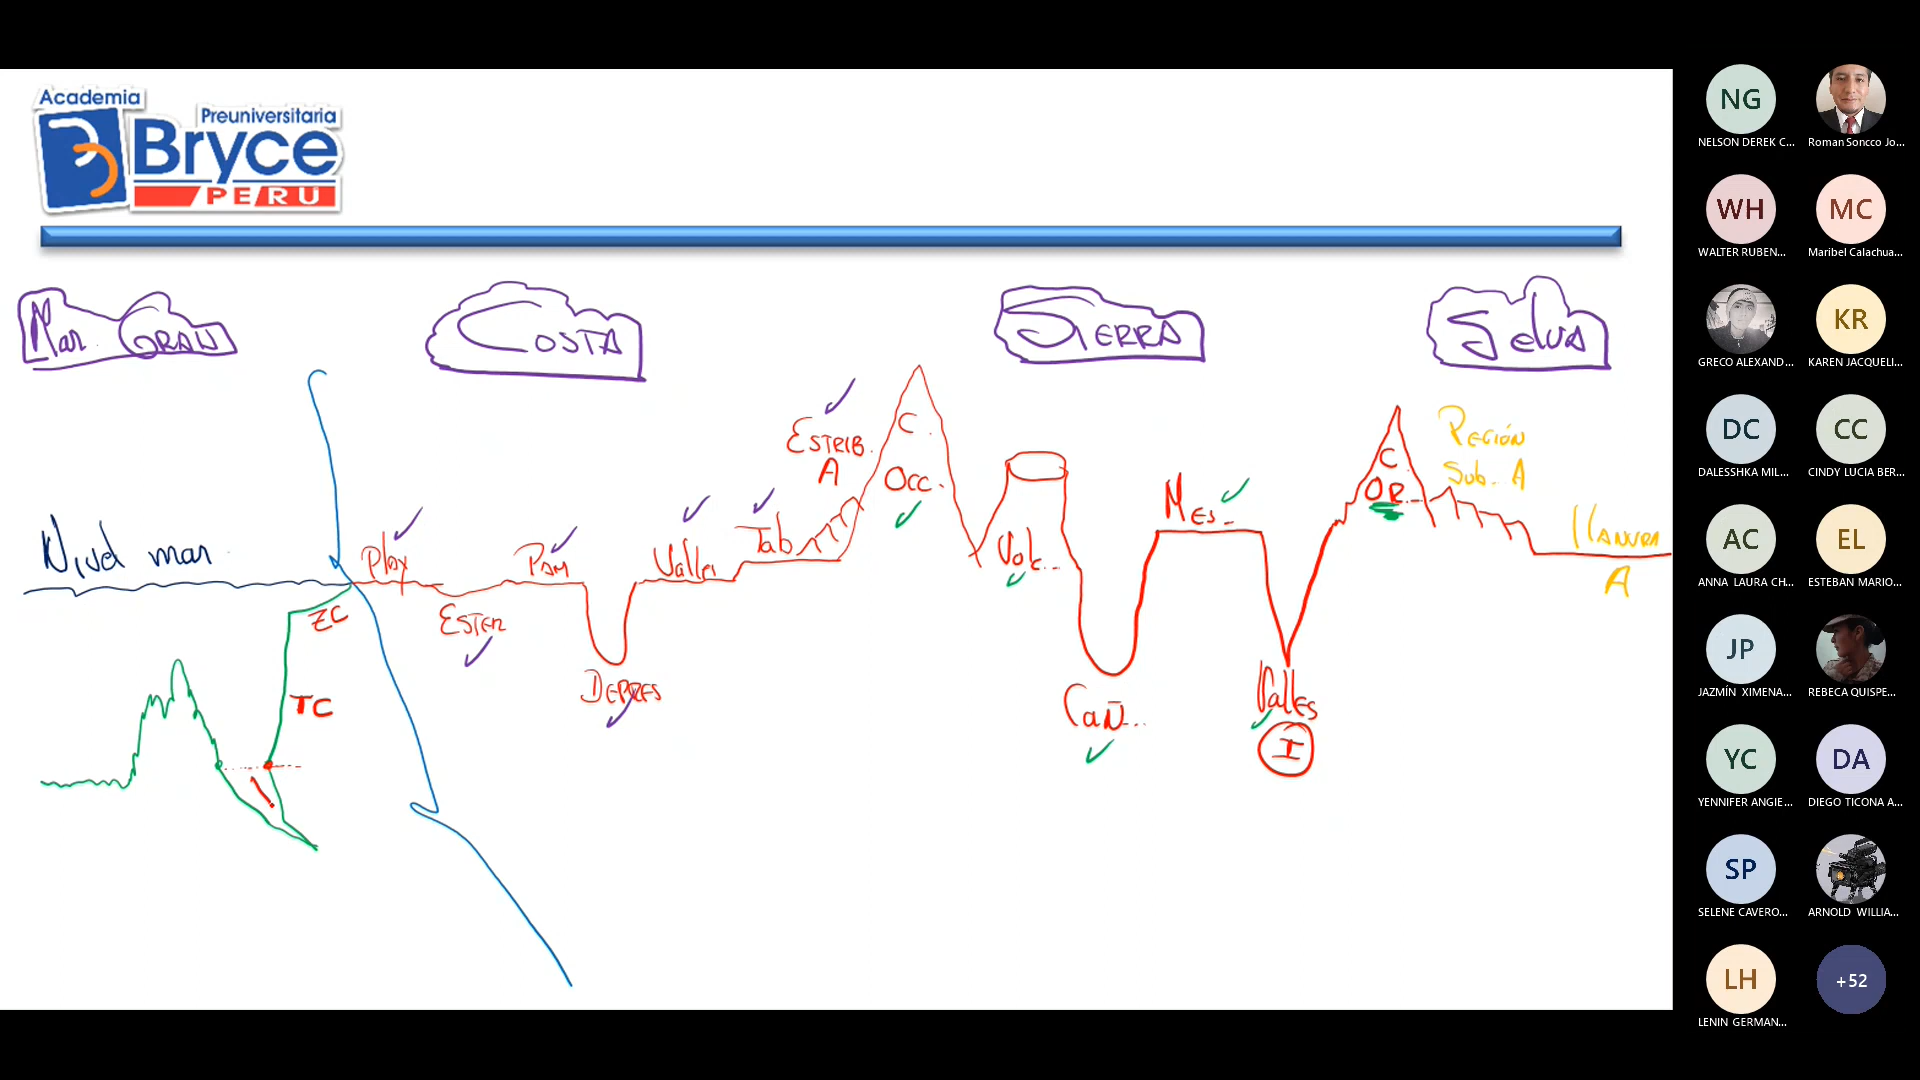 Academia
Preuniversitaria
Bryce
PERU
Mar. GRAU
COSTA
SIERRA
Selva
Nivel mar
ZC
TC
Play
ESTER
PAM
DEPRES
Valles
Tab
ESTRIB.
A
C.
Occ.
Vol...
Cañ...
Mes..
Valles
I
C
OR.
Región
Sub. A
llanura
A
NG
NELSON DEREK C...
Roman Soncco Jo...
WH
WALTER RUBEN...
MC
Maribel Calachua...
GRECO ALEXAND...
KR
KAREN JACQUELI...
DC
DALESSHKA MIL...
CC
CINDY LUCIA BER...
AC
ANNA LAURA CH...
EL
ESTEBAN MARIO...
JP
JAZMÍN XIMENA...
REBECA QUISPE...
YC
YENNIFER ANGIE...
DA
DIEGO TICONA A...
SP
SELENE CAVERO...
ARNOLD WILLIA...
LH
LENIN GERMAN...
+52